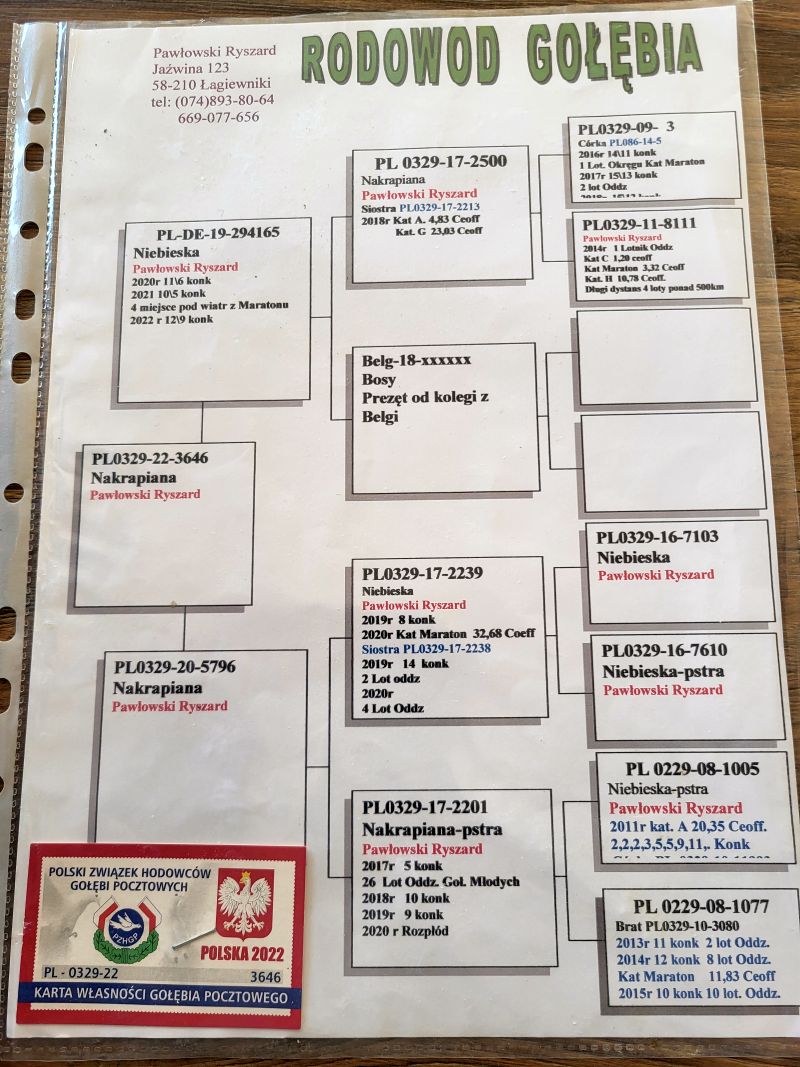 Pawłowski Ryszard
Jaźwina 123
58-210 Łagiewniki
tel: (074)893-80-64
669-077-656
RODOWOD GOŁĘBIA
PL-DE-19-294165
Niebieska
Pawłowski Ryszard
2020r 11\6 konk
2021 10\5 konk
4 miejsce pod wiatr z Maratonu
2022 r 12\9 konk
PL0329-22-3646
Nakrapiana
Pawłowski Ryszard
PL0329-20-5796
Nakrapiana
Pawłowski Ryszard
PL 0329-17-2500
Nakrapiana
Pawłowski Ryszard
Siostra PL0329-17-2213
2018r Kat A. 4,83 Ceoff
Kat. G 23,03 Ceoff
Belg-18-xxxxxx
Bosy
Prezęt od kolegi z
Belgi
PL0329-17-2239
Niebieska
Pawłowski Ryszard
2019r 8 konk
2020r Kat Maraton 32,68 Coeff
Siostra PL0329-17-2238
2019r 14 konk
2 Lot oddz
2020r
4 Lot Oddz
PL0329-17-2201
Nakrapiana-pstra
Pawłowski Ryszard
2017r 5 konk
26 Lot Oddz. Goł. Młodych
2018r 10 konk
2019r 9 konk
2020 r Rozpłód
PL0329-09- 3
Córka PL086-14-5
2016r 14\11 konk
1 Lot. Okręgu Kat Maraton
2017r 15\13 konk
2 lot Oddz
PL0329-11-8111
Pawłowski Ryszard
2014r 1 Lotnik Oddz
Kat C 1,20 ceoff
Kat Maraton 3,32 Ceoff
Kat. H 10,78 Ceoff.
Długi dystans 4 loty ponad 500km
PL0329-16-7103
Niebieska
Pawłowski Ryszard
PL0329-16-7610
Niebieska-pstra
Pawłowski Ryszard
PL 0229-08-1005
Niebieska-pstra
Pawłowski Ryszard
2011r kat. A 20,35 Ceoff.
2,2,2,3,5,5,9,11,. Konk
PL 0229-08-1077
Brat PL0329-10-3080
2013r 11 konk 2 lot Oddz.
2014r 12 konk 8 lot Oddz.
Kat Maraton 11,83 Ceoff
2015r 10 konk 10 lot. Oddz.
POLSKI ZWIĄZEK HODOWCÓW
GOŁĘBI POCZTOWYCH
PZHGP
POLSKA 2022
PL - 0329-22 3646
KARTA WŁASNOŚCI GOŁĘBIA POCZTOWEGO